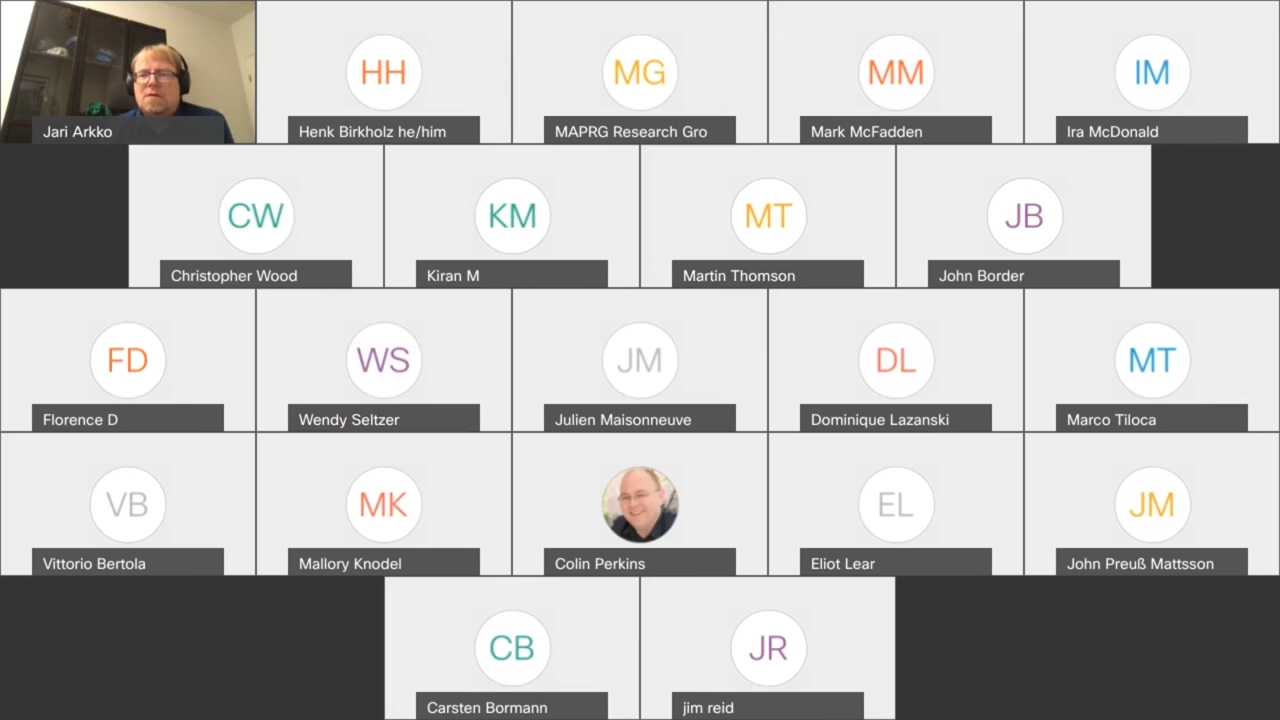 Jari Arkko
HH
Henk Birkholz he/him
MG
MAPRG Research Gro
MM
Mark McFadden
IM
Ira McDonald
CW
Christopher Wood
KM
Kiran M
MT
Martin Thomson
JB
John Border
FD
Florence D
WS
Wendy Seltzer
JM
Julien Maisonneuve
DL
Dominique Lazanski
MT
Marco Tiloca
VB
Vittorio Bertola
MK
Mallory Knodel
Colin Perkins
EL
Eliot Lear
JM
John Preuß Mattsson
CB
Carsten Bormann
JR
jim reid